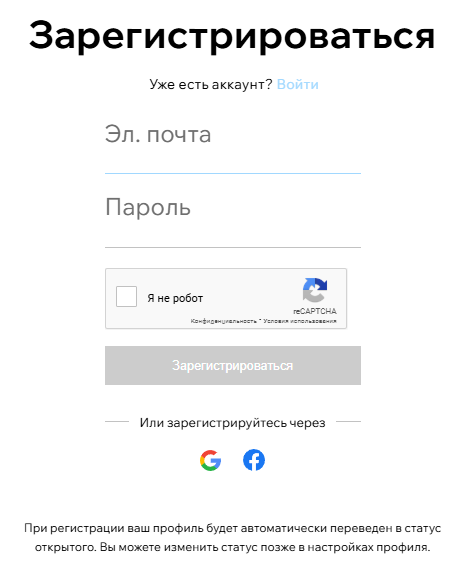 Зарегистрироваться
Уже есть аккаунт? Войти
Эл. почта
Пароль
Я не робот
reCAPTCHA
Конфиденциальность * Условия использования
Зарегистрироваться
Или зарегистрируйтесь через
При регистрации ваш профиль будет автоматически переведен в статус
открытого. Вы можете изменить статус позже в настройках профиля.